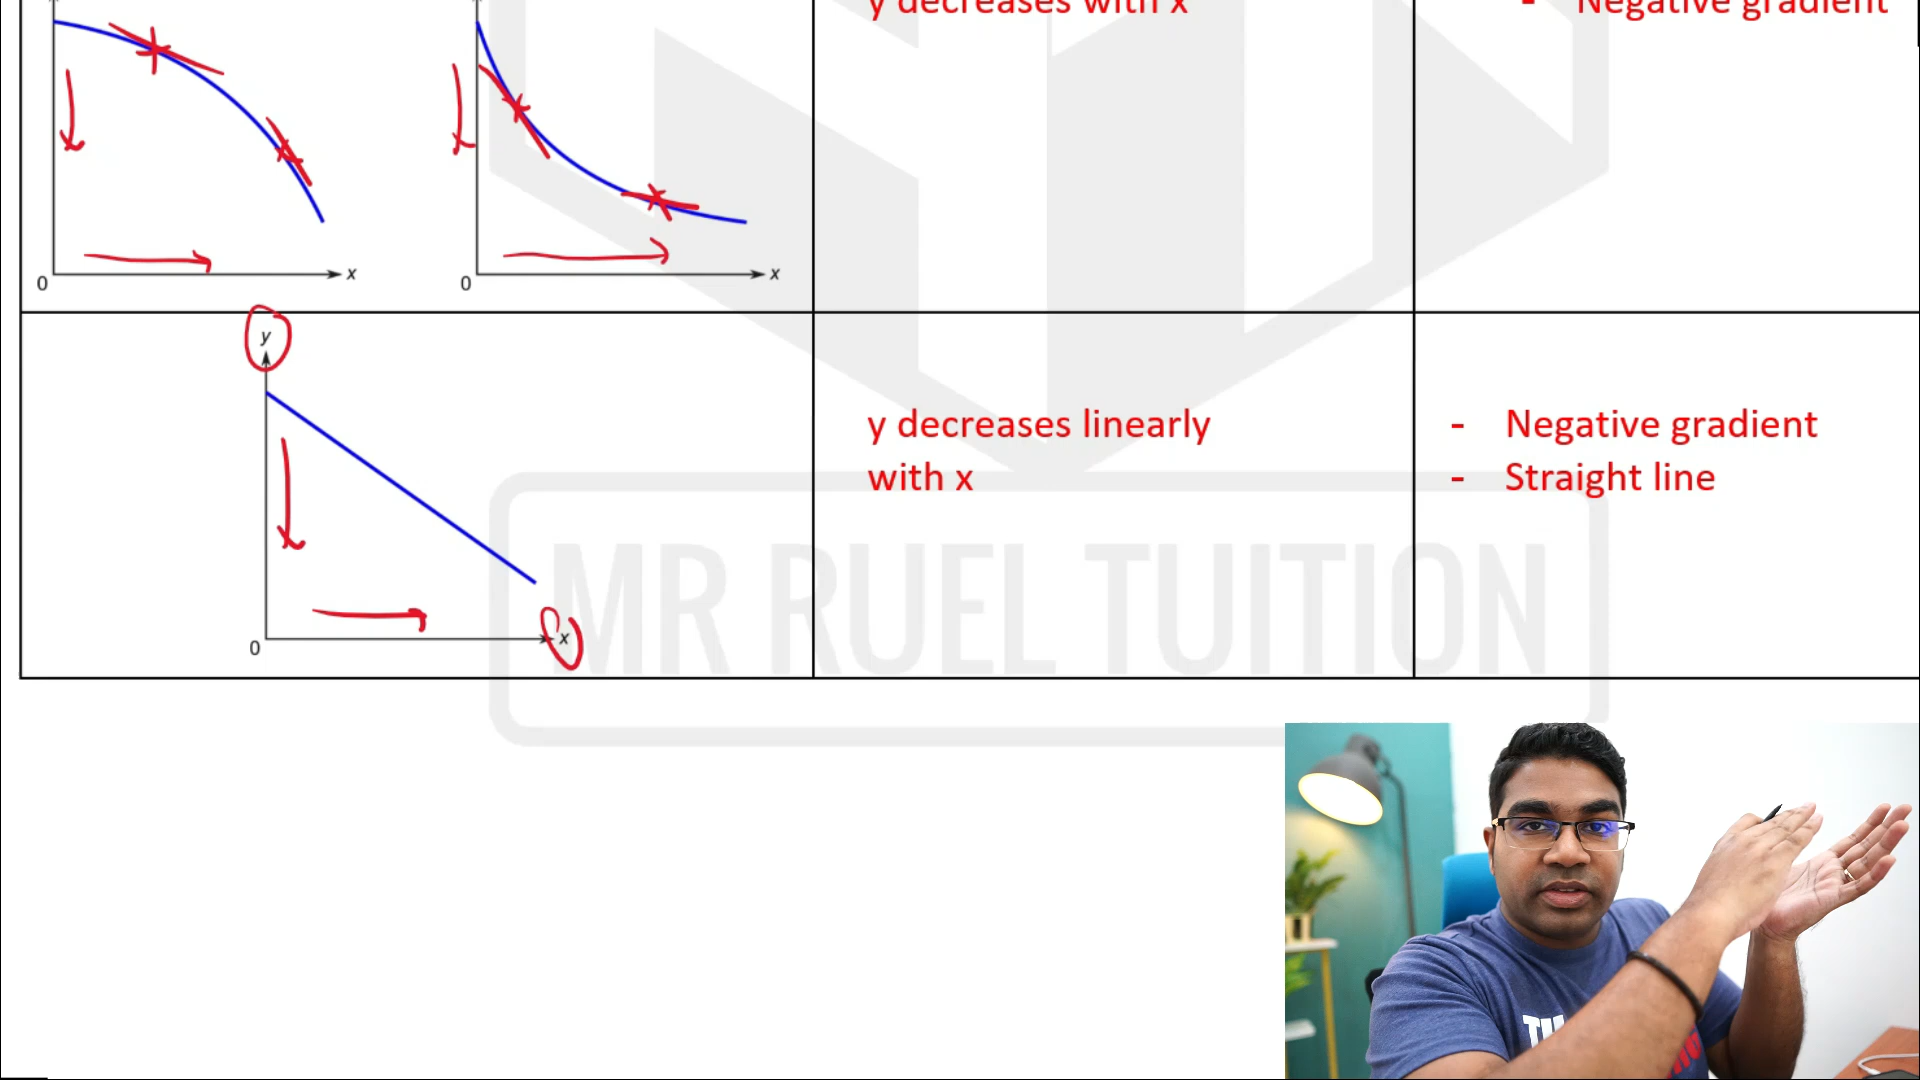 y decreases with x
- Negative gradient
0
x
0
x
y
0
x
y decreases linearly
with x
- Negative gradient
- Straight line
MR RUEL TUITION